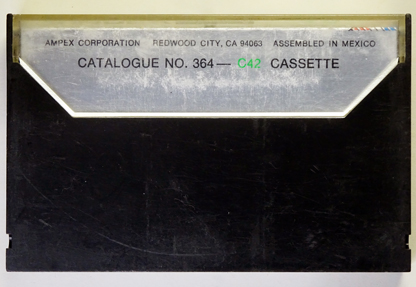 AMPEX CORPORATION REDWOOD CITY, CA 94063 ASSEMBLED IN MEXICO
CATALOGUE NO. 364— C42 CASSETTE